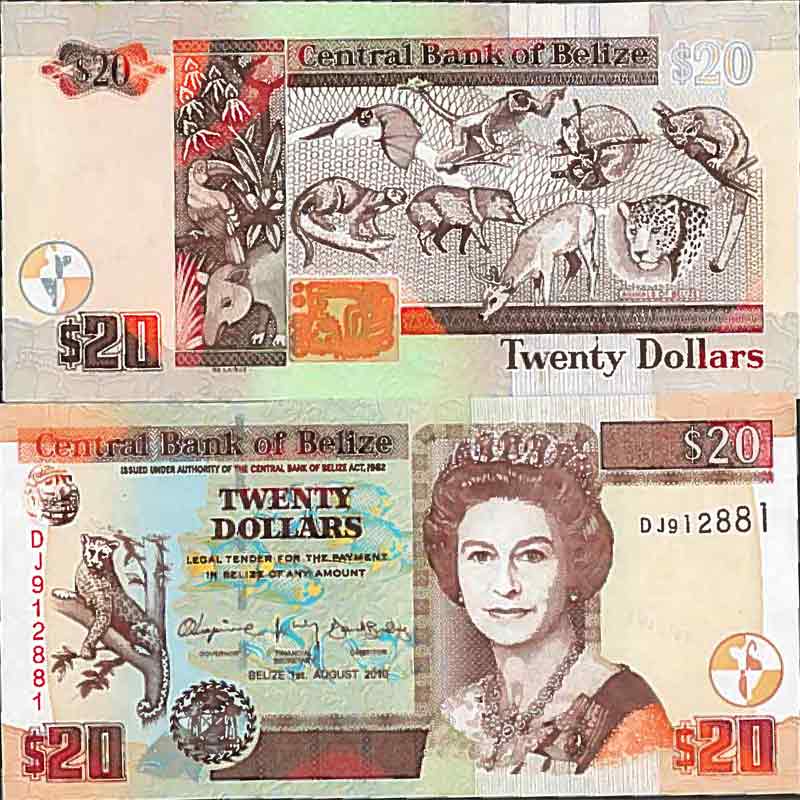 $20
Central Bank of Belize
$20
$20
Twenty Dollars
Central Bank of Belize
$20
ISSUED UNDER AUTHORITY OF THE CENTRAL BANK OF BELIZE ACT, 1982
TWENTY
DOLLARS
DJ912881
LEGAL TENDER FOR THE PAYMENT
IN BELIZE OF ANY AMOUNT
DJ912881
GOVERNOR FINANCIAL DIRECTOR
SECRETARY
BELIZE 1st. AUGUST 2010
$20
$20